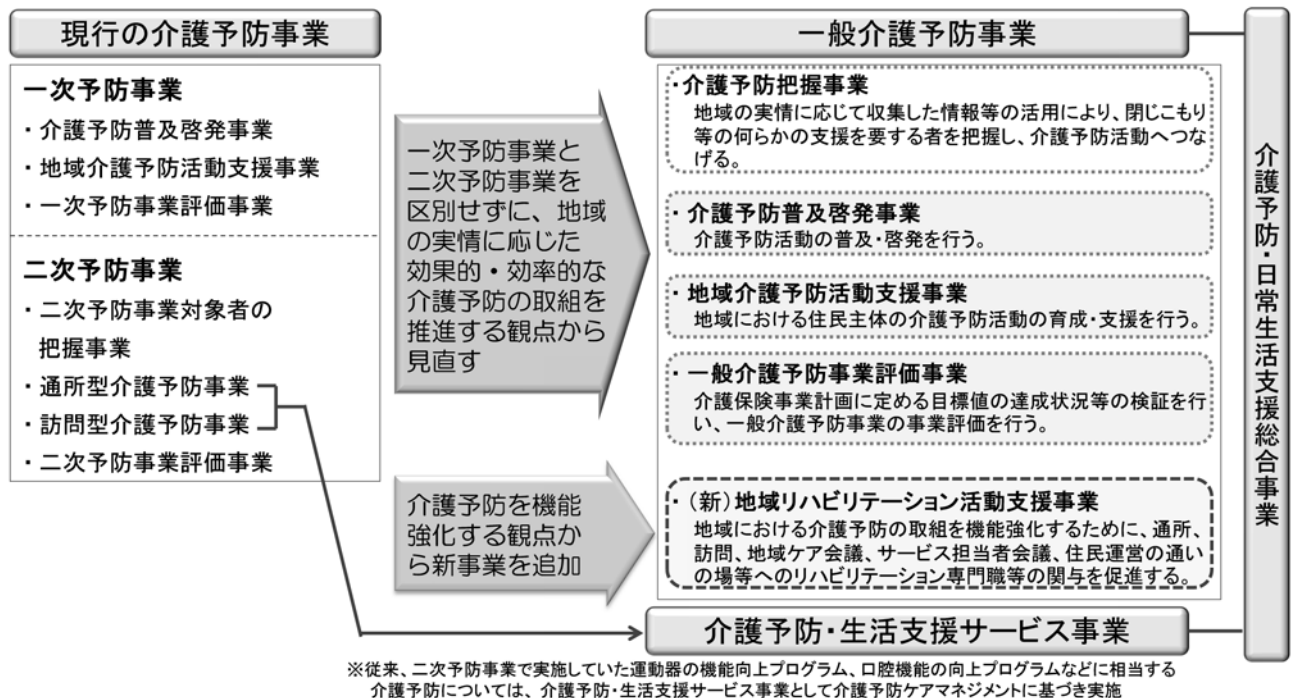 現行の介護予防事業
一次予防事業
・介護予防普及啓発事業
・地域介護予防活動支援事業
・一次予防事業評価事業
二次予防事業
・二次予防事業対象者の
把握事業
・通所型介護予防事業
・訪問型介護予防事業
・二次予防事業評価事業
一次予防事業と
二次予防事業を
区別せずに、地域
の実情に応じた
効果的・効率的な
介護予防の取組を
推進する観点から
見直す
介護予防を機能
強化する観点か
ら新事業を追加
一般介護予防事業
・介護予防把握事業
地域の実情に応じて収集した情報等の活用により、閉じこもり
等の何らかの支援を要する者を把握し、介護予防活動へつな
げる。
・介護予防普及啓発事業
介護予防活動の普及・啓発を行う。
・地域介護予防活動支援事業
地域における住民主体の介護予防活動の育成・支援を行う。
・一般介護予防事業評価事業
介護保険事業計画に定める目標値の達成状況等の検証を行
い、一般介護予防事業の事業評価を行う。
・（新）地域リハビリテーション活動支援事業
地域における介護予防の取組を機能強化するために、通所、
訪問、地域ケア会議、サービス担当者会議、住民運営の通い
の場等へのリハビリテーション専門職等の関与を促進する。
介護予防・生活支援サービス事業
介護予防・日常生活支援総合事業
※従来、二次予防事業で実施していた運動器の機能向上プログラム、口腔機能の向上プログラムなどに相当する
介護予防については、介護予防・生活支援サービス事業として介護予防ケアマネジメントに基づき実施